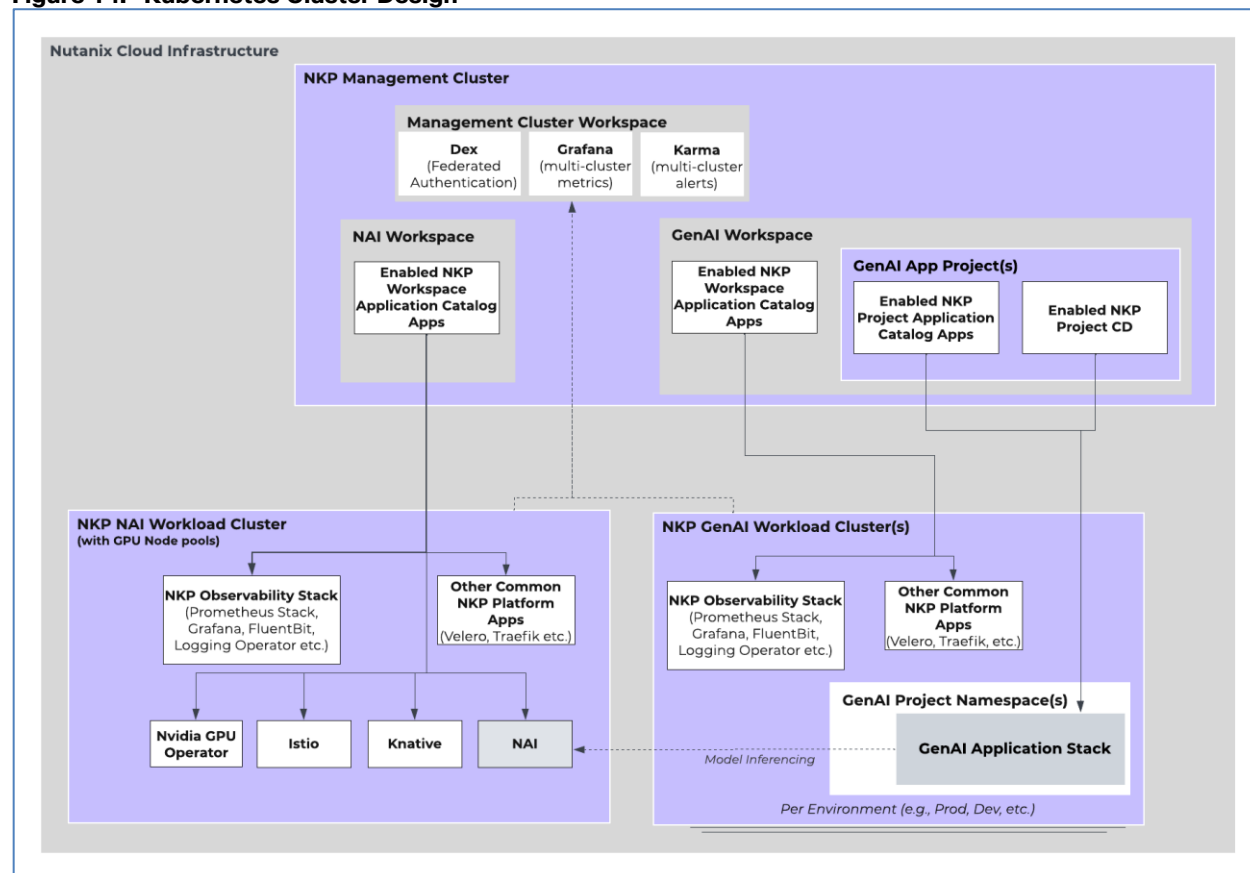 Figure 14. Kubernetes Cluster Design
Nutanix Cloud Infrastructure
NKP Management Cluster
Management Cluster Workspace
Dex
(Federated
Authentication)
Grafana
(multi-cluster
metrics)
Karma
(multi-cluster
alerts)
NAI Workspace
Enabled NKP
Workspace
Application Catalog
Apps
GenAI Workspace
Enabled NKP
Workspace
Application Catalog
Apps
GenAI App Project(s)
Enabled NKP
Project Application
Catalog Apps
Enabled NKP
Project CD
NKP NAI Workload Cluster
(with GPU Node pools)
NKP Observability Stack
(Prometheus Stack,
Grafana, FluentBit,
Logging Operator etc.)
Other Common
NKP Platform
Apps
(Velero, Traefik etc.)
Nvidia GPU
Operator
Istio
Knative
NAI
NKP GenAI Workload Cluster(s)
NKP Observability Stack
(Prometheus Stack,
Grafana, FluentBit,
Logging Operator etc.)
Other Common
NKP Platform
Apps
(Velero, Traefik, etc.)
GenAI Project Namespace(s)
GenAI Application Stack
Model Inferencing
Per Environment (e.g., Prod, Dev, etc.)